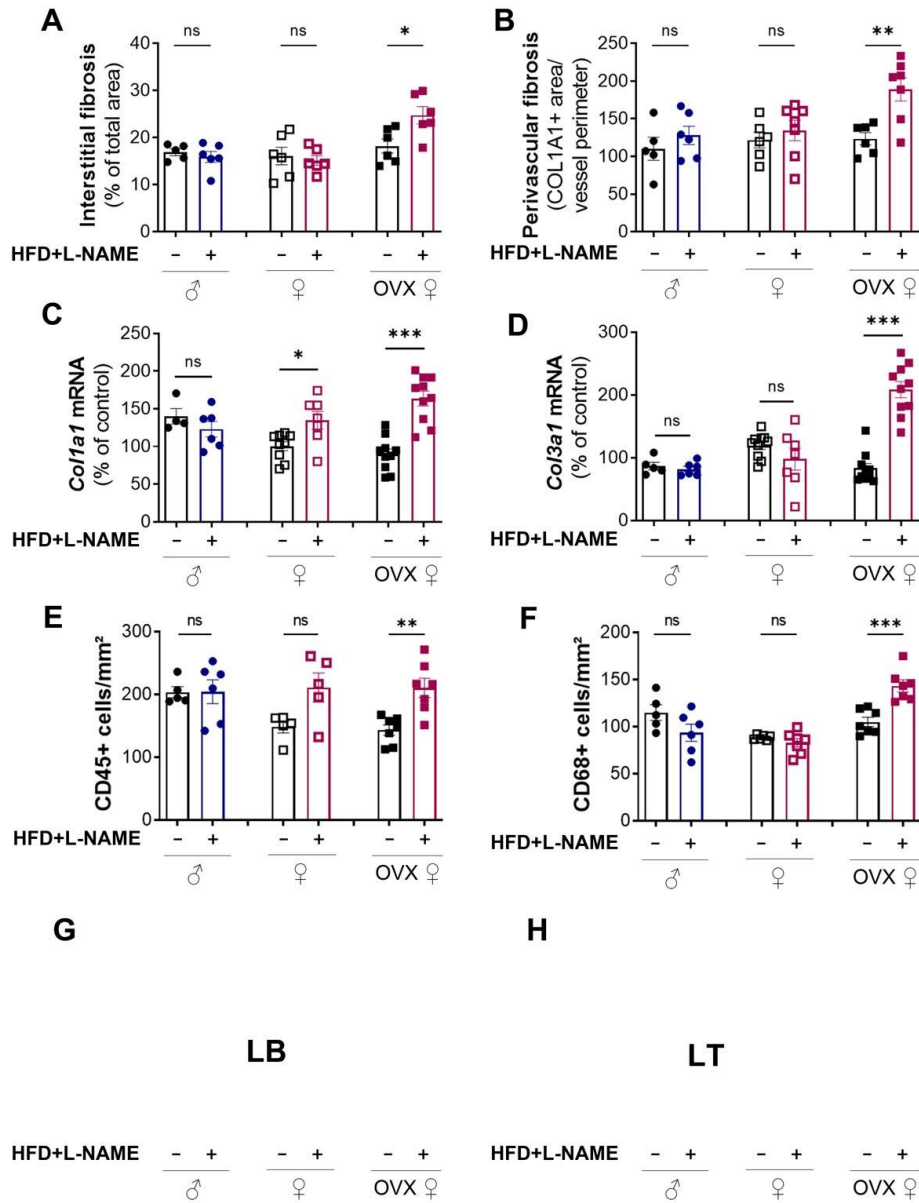 A
Interstitial fibrosis
(% of total area)
40
30
20
10
0
ns
ns
*
HFD+L-NAME
− + − + − +
♂ ♀ OVX ♀
B
Perivascular fibrosis
(COL1A1+ area/
vessel perimeter)
250
200
150
100
50
0
ns
ns
**
HFD+L-NAME
− + − + − +
♂ ♀ OVX ♀
C
Col1a1 mRNA
(% of control)
250
200
150
100
50
0
ns
*
***
HFD+L-NAME
− + − + − +
♂ ♀ OVX ♀
D
Col3a1 mRNA
(% of control)
300
200
100
0
ns
ns
***
HFD+L-NAME
− + − + − +
♂ ♀ OVX ♀
E
CD45+ cells/mm²
300
200
100
0
ns
ns
**
HFD+L-NAME
− + − + − +
♂ ♀ OVX ♀
F
CD68+ cells/mm²
200
150
100
50
0
ns
ns
***
HFD+L-NAME
− + − + − +
♂ ♀ OVX ♀
G
LB
HFD+L-NAME
− + − + − +
♂ ♀ OVX ♀
H
LT
HFD+L-NAME
− + − + − +
♂ ♀ OVX ♀